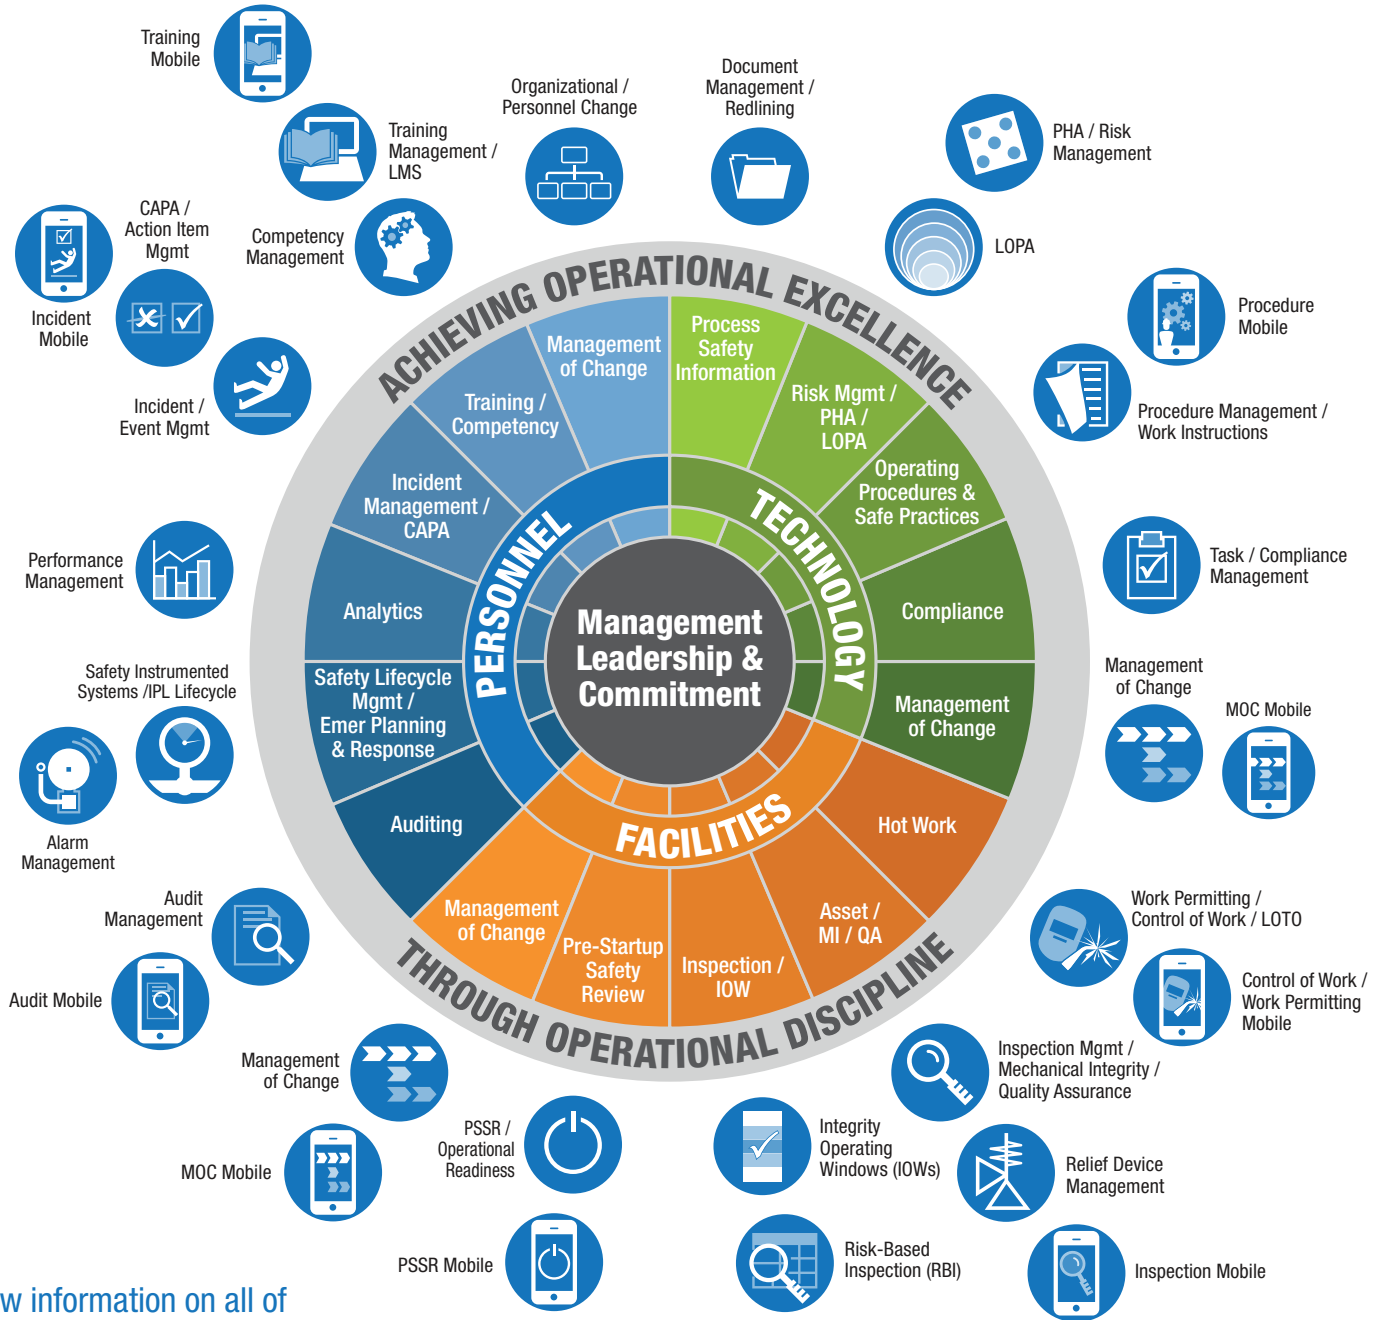 Training
Mobile
Training
Management /
LMS
Organizational /
Personnel Change
Document
Management /
Redlining
PHA / Risk
Management
LOPA
CAPA /
Action Item
Mgmt
Competency
Management
Incident
Mobile
Incident /
Event Mgmt
Procedure
Mobile
Procedure Management /
Work Instructions
Performance
Management
Task / Compliance
Management
Safety Instrumented
Systems /IPL Lifecycle
Management
of Change
MOC Mobile
Alarm
Management
Audit
Management
Audit Mobile
Work Permitting /
Control of Work / LOTO
Control of Work /
Work Permitting
Mobile
Management
of Change
MOC Mobile
PSSR /
Operational
Readiness
PSSR Mobile
Integrity
Operating
Windows (IOWs)
Inspection Mgmt /
Mechanical Integrity /
Quality Assurance
Relief Device
Management
Risk-Based
Inspection (RBI)
Inspection Mobile
ACHIEVING OPERATIONAL EXCELLENCE
THROUGH OPERATIONAL DISCIPLINE
Management
of Change
Process
Safety
Information
Training /
Competency
Risk Mgmt /
PHA /
LOPA
Incident
Management /
CAPA
Operating
Procedures &
Safe Practices
Analytics
Compliance
Safety Lifecycle
Mgmt /
Emer Planning
& Response
Management
of Change
Auditing
Hot Work
Management
of Change
Pre-Startup
Safety
Review
Inspection /
IOW
Asset /
MI / QA
PERSONNEL
TECHNOLOGY
FACILITIES
Management
Leadership &
Commitment
w information on all of